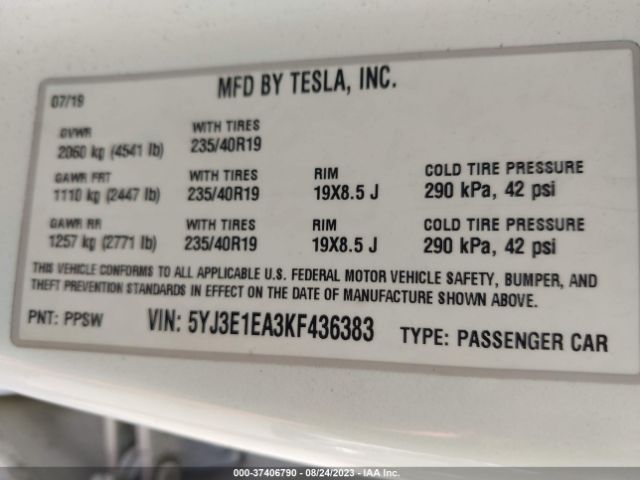 MFD BY TESLA, INC.
07/19
GVWR WITH TIRES
2060 kg (4541 lb) 235/40R19
GAWR FRT WITH TIRES RIM COLD TIRE PRESSURE
1110 kg (2447 lb) 235/40R19 19X8.5 J 290 kPa, 42 psi
GAWR RR WITH TIRES RIM COLD TIRE PRESSURE
1257 kg (2771 lb) 235/40R19 19X8.5 J 290 kPa, 42 psi
THIS VEHICLE CONFORMS TO ALL APPLICABLE U.S. FEDERAL MOTOR VEHICLE SAFETY, BUMPER, AND
THEFT PREVENTION STANDARDS IN EFFECT ON THE DATE OF MANUFACTURE SHOWN ABOVE.
PNT: PPSW VIN: 5YJ3E1EA3KF436383 TYPE: PASSENGER CAR
000-37406790 - 08/24/2023 - IAA Inc.